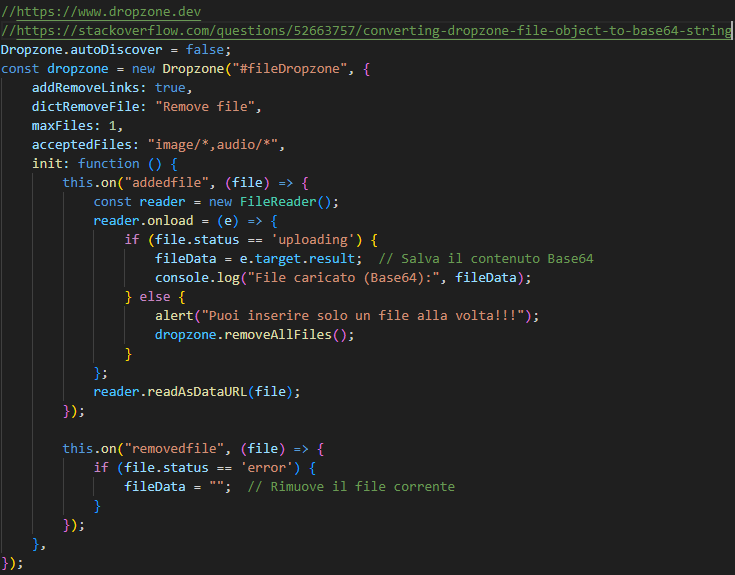 //https://www.dropzone.dev
//https://stackoverflow.com/questions/52663757/converting-dropzone-file-object-to-base64-string
Dropzone.autoDiscover = false;
const dropzone = new Dropzone("#fileDropzone", {
    addRemoveLinks: true,
    dictRemoveFile: "Remove file",
    maxFiles: 1,
    acceptedFiles: "image/*,audio/*",
    init: function () {
        this.on("addedfile", (file) => {
            const reader = new FileReader();
            reader.onload = (e) => {
                if (file.status == 'uploading') {
                    fileData = e.target.result;  // Salva il contenuto Base64
                    console.log("File caricato (Base64):", fileData);
                } else {
                    alert("Puoi inserire solo un file alla volta!!!");
                    dropzone.removeAllFiles();
                }
            };
            reader.readAsDataURL(file);
        });

        this.on("removedfile", (file) => {
            if (file.status == 'error') {
                fileData = "";  // Rimuove il file corrente
            }
        });
    },
});